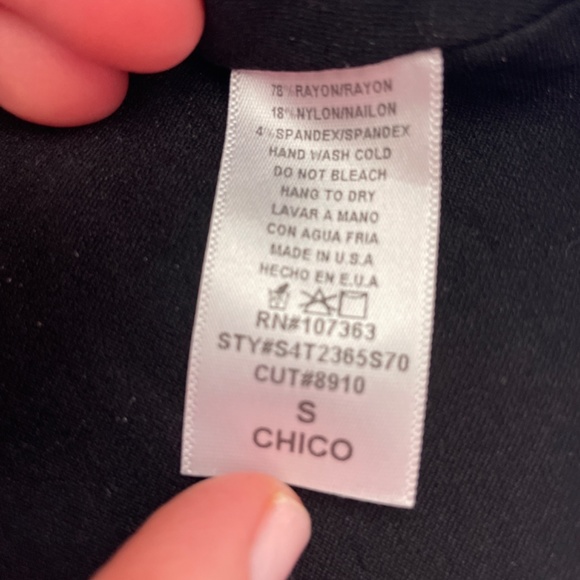 78%RAYON/RAYON
18%NYLON/NAILON
4%SPANDEX/SPANDEX
HAND WASH COLD
DO NOT BLEACH
HANG TO DRY
LAVAR A MANO
CON AGUA FRIA
MADE IN U.S.A
HECHO EN E.U.A
RN#107363
STY#S4T2365S70
CUT#8910
S
CHICO